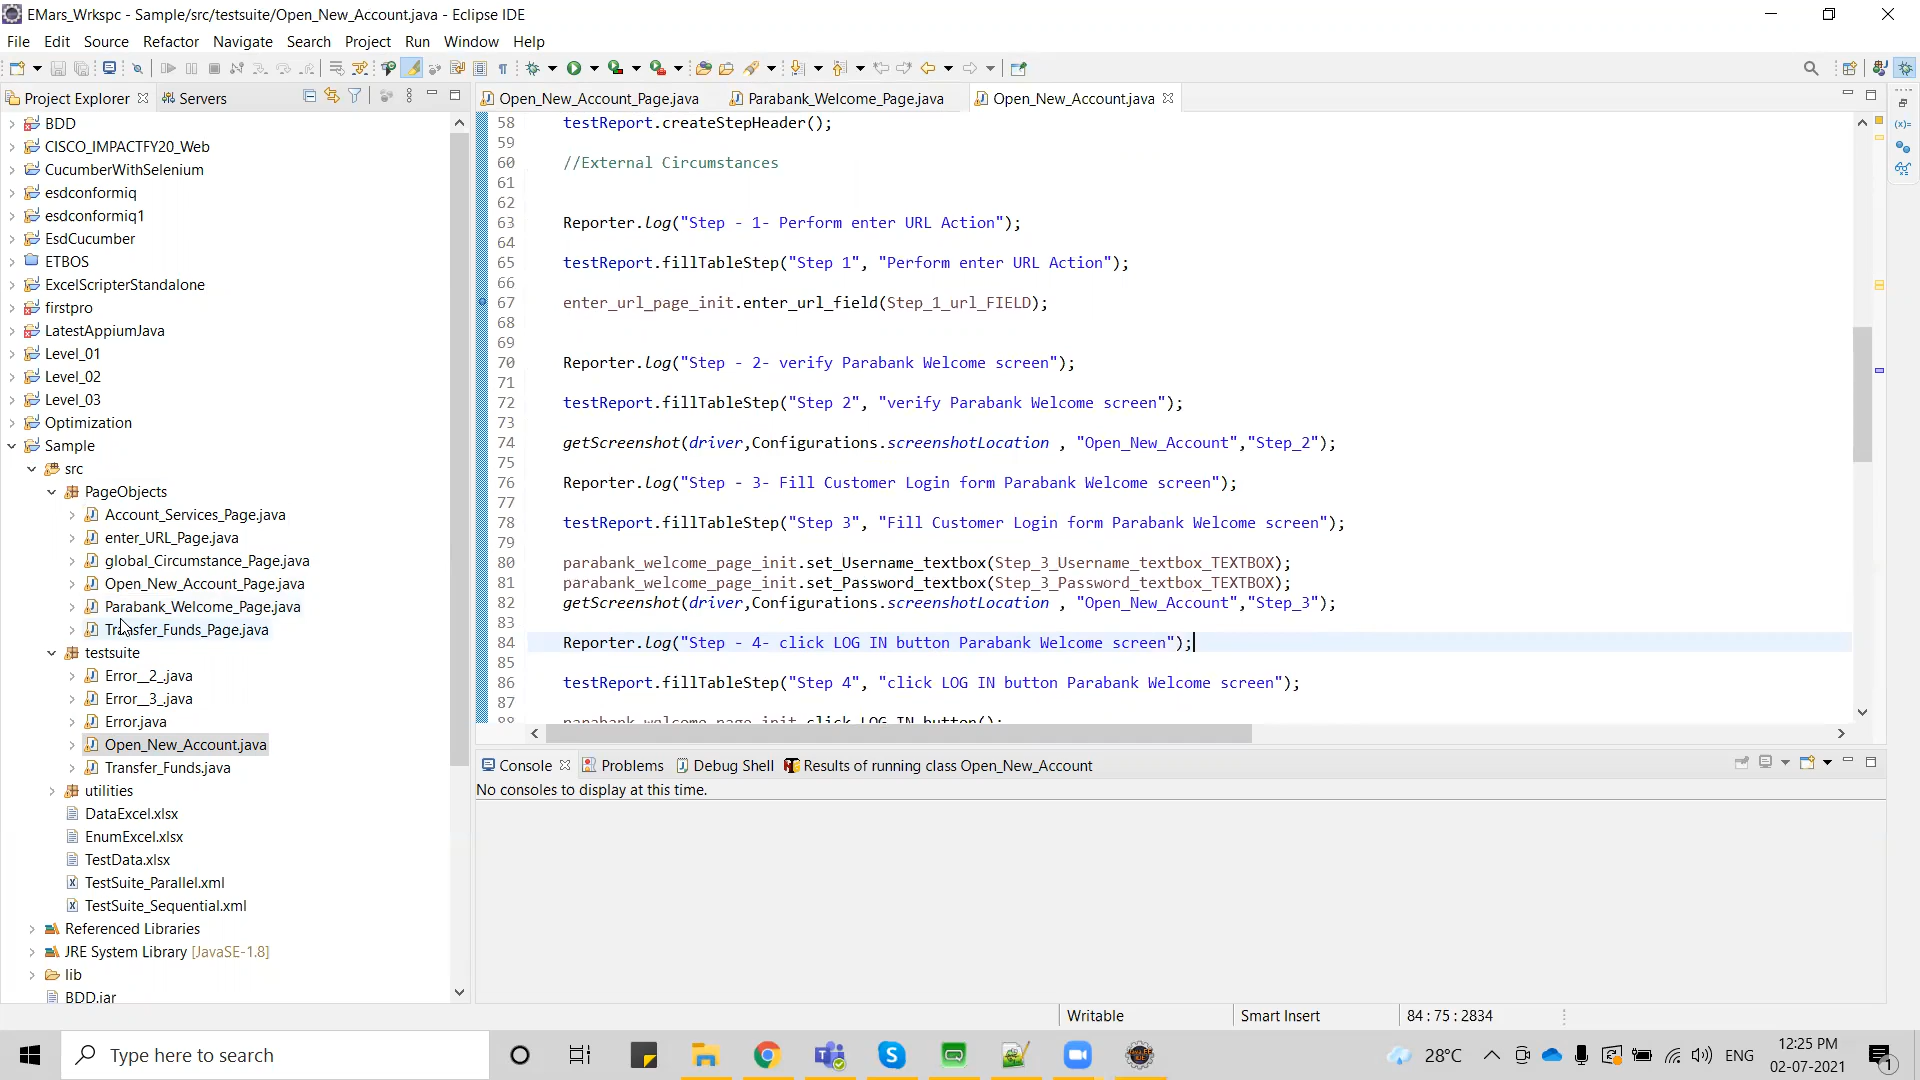 EMars_Wrkspc - Sample/src/testsuite/Open_New_Account.java - Eclipse IDE
File Edit Source Refactor Navigate Search Project Run Window Help
Project Explorer Servers
Open_New_Account_Page.java Parabank_Welcome_Page.java Open_New_Account.java
BDD
CISCO_IMPACTFY20_Web
CucumberWithSelenium
esdconformiq
esdconformiq1
EsdCucumber
ETBOS
ExcelScripterStandalone
firstpro
LatestAppiumJava
Level_01
Level_02
Level_03
Optimization
Sample
src
PageObjects
Account_Services_Page.java
enter_URL_Page.java
global_Circumstance_Page.java
Open_New_Account_Page.java
Parabank_Welcome_Page.java
Transfer_Funds_Page.java
testsuite
Error__2_.java
Error__3_.java
Error.java
Open_New_Account.java
Transfer_Funds.java
utilities
DataExcel.xlsx
EnumExcel.xlsx
TestData.xlsx
TestSuite_Parallel.xml
TestSuite_Sequential.xml
Referenced Libraries
JRE System Library [JavaSE-1.8]
lib
BDD.jar
58 testReport.createStepHeader();
59
60 //External Circumstances
61
62
63 Reporter.log("Step - 1- Perform enter URL Action");
64
65 testReport.fillTableStep("Step 1", "Perform enter URL Action");
66
67 enter_url_page_init.enter_url_field(Step_1_url_FIELD);
68
69
70 Reporter.log("Step - 2- verify Parabank Welcome screen");
71
72 testReport.fillTableStep("Step 2", "verify Parabank Welcome screen");
73
74 getScreenshot(driver,Configurations.screenshotLocation , "Open_New_Account","Step_2");
75
76 Reporter.log("Step - 3- Fill Customer Login form Parabank Welcome screen");
77
78 testReport.fillTableStep("Step 3", "Fill Customer Login form Parabank Welcome screen");
79
80 parabank_welcome_page_init.set_Username_textbox(Step_3_Username_textbox_TEXTBOX);
81 parabank_welcome_page_init.set_Password_textbox(Step_3_Password_textbox_TEXTBOX);
82 getScreenshot(driver,Configurations.screenshotLocation , "Open_New_Account","Step_3");
83
84 Reporter.log("Step - 4- click LOG IN button Parabank Welcome screen");
85
86 testReport.fillTableStep("Step 4", "click LOG IN button Parabank Welcome screen");
87
88 parabank_welcome_page_init.click_LOG_IN_button();
Console Problems Debug Shell Results of running class Open_New_Account
No consoles to display at this time.
Writable Smart Insert 84 : 75 : 2834
Type here to search
28°C ENG
12:25 PM
02-07-2021
1